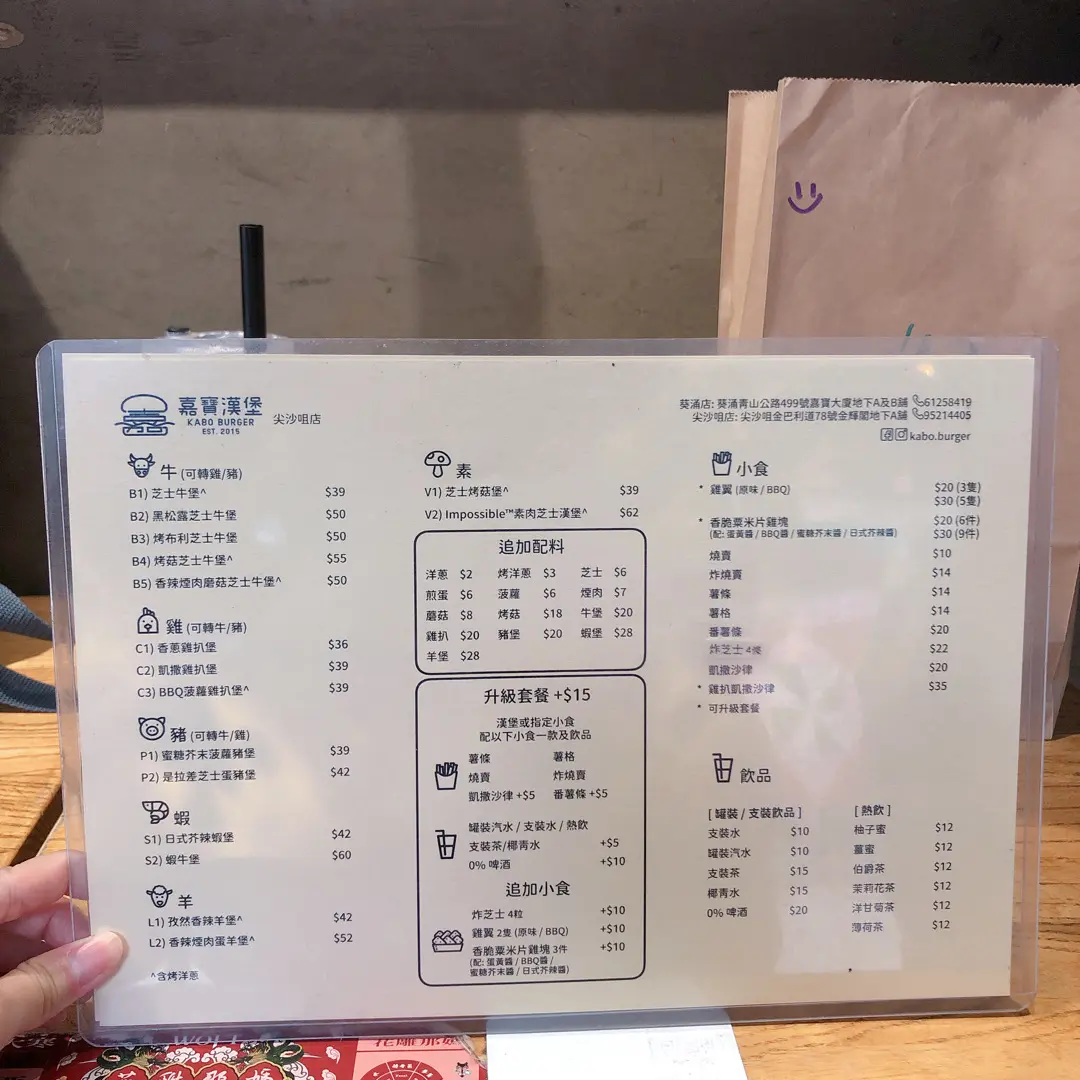 嘉寶漢堡
KABO BURGER
EST. 2015
尖沙咀店
葵涌店: 葵涌青山公路499號嘉寶大廈地下A及B舖 61258419
尖沙咀店: 尖沙咀金巴利道78號金輝閣地下A舖 95214405
kabo.burger
牛 (可轉雞/豬)
B1) 芝士牛堡^ $39
B2) 黑松露芝士牛堡 $50
B3) 烤布利芝士牛堡 $50
B4) 烤菇芝士牛堡^ $55
B5) 香辣煙肉磨菇芝士牛堡^ $50
雞 (可轉牛/豬)
C1) 香蔥雞扒堡 $36
C2) 凱撒雞扒堡 $39
C3) BBQ菠蘿雞扒堡^ $39
豬 (可轉牛/雞)
P1) 蜜糖芥末菠蘿豬堡 $39
P2) 是拉差芝士蛋豬堡 $42
蝦
S1) 日式芥辣蝦堡 $42
S2) 蝦牛堡 $60
羊
L1) 孜然香辣羊堡^ $42
L2) 香辣煙肉蛋羊堡^ $52
^含烤洋蔥
素
V1) 芝士烤菇堡^ $39
V2) Impossible™素肉芝士漢堡^ $62
追加配料
洋蔥 $2 烤洋蔥 $3 芝士 $6
煎蛋 $6 菠蘿 $6 煙肉 $7
蘑菇 $8 烤菇 $18 牛堡 $20
雞扒 $20 豬堡 $20 蝦堡 $28
羊堡 $28
升級套餐 +$15
漢堡或指定小食
配以下小食一款及飲品
薯條 薯格
燒賣 炸燒賣
凱撒沙律 +$5 番薯條 +$5
罐裝汽水 / 支裝水 / 熱飲
支裝茶/椰青水 +$5
0% 啤酒 +$10
追加小食
炸芝士 4粒 +$10
雞翼 2隻 (原味 / BBQ) +$10
香脆粟米片雞塊 3件 +$10
(配: 蛋黃醬 / BBQ醬 /
蜜糖芥末醬 / 日式芥辣醬)
小食
* 雞翼 (原味 / BBQ) $20 (3隻)
$30 (5隻)
* 香脆粟米片雞塊 $20 (6件)
(配: 蛋黃醬 / BBQ醬 / 蜜糖芥末醬 / 日式芥辣醬) $30 (9件)
燒賣 $10
炸燒賣 $14
薯條 $14
薯格 $14
番薯條 $20
炸芝士 4條 $22
凱撒沙律 $20
* 雞扒凱撒沙律 $35
* 可升級套餐
飲品
[ 罐裝 / 支裝飲品 ]
支裝水 $10
罐裝汽水 $10
支裝茶 $15
椰青水 $15
0% 啤酒 $20
[ 熱飲 ]
柚子蜜 $12
薑蜜 $12
伯爵茶 $12
茉莉花茶 $12
洋甘菊茶 $12
薄荷茶 $12